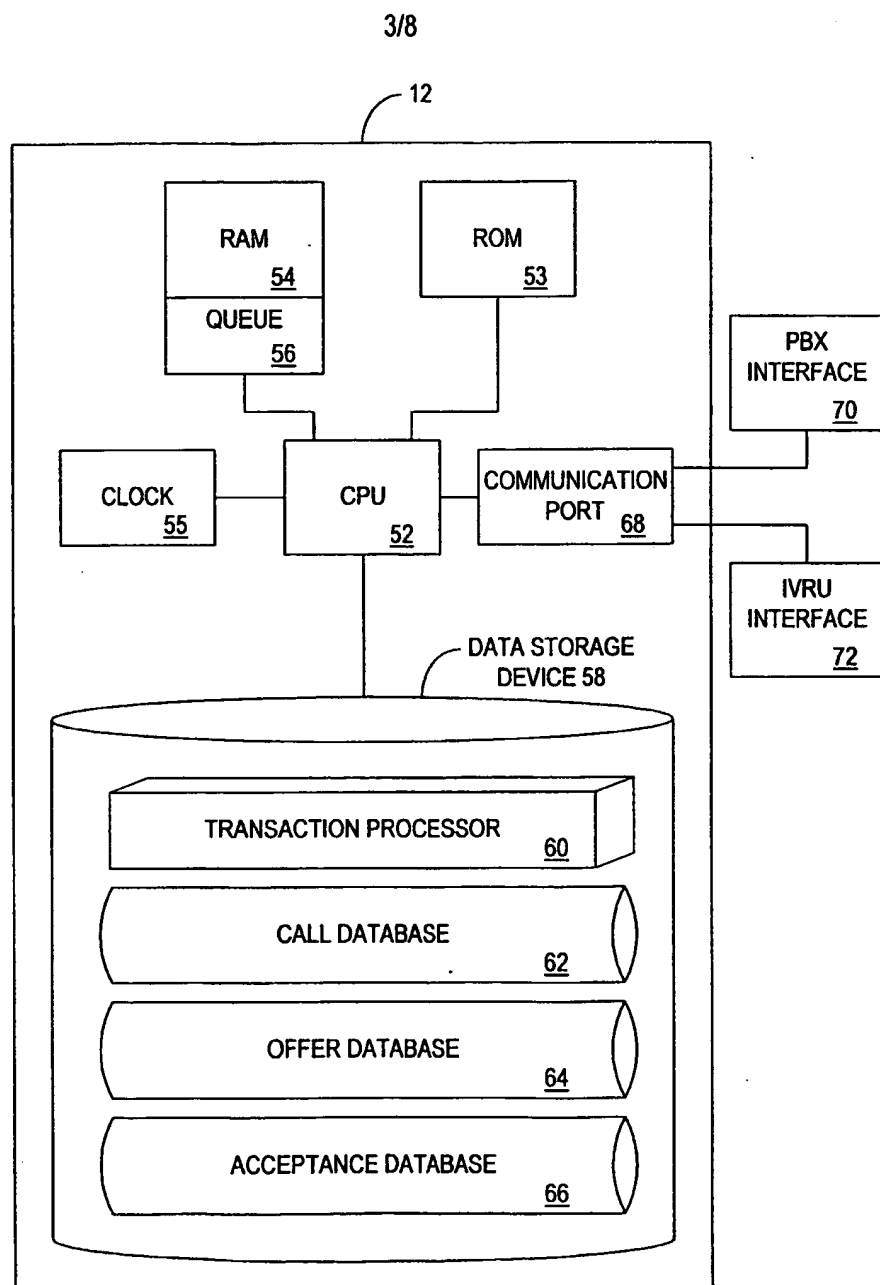 3/8
12
RAM
54
QUEUE
56
ROM
53
PBX
INTERFACE
70
CLOCK
55
CPU
52
COMMUNICATION
PORT
68
IVRU
INTERFACE
72
DATA STORAGE
DEVICE 58
TRANSACTION PROCESSOR
60
CALL DATABASE
62
OFFER DATABASE
64
ACCEPTANCE DATABASE
66